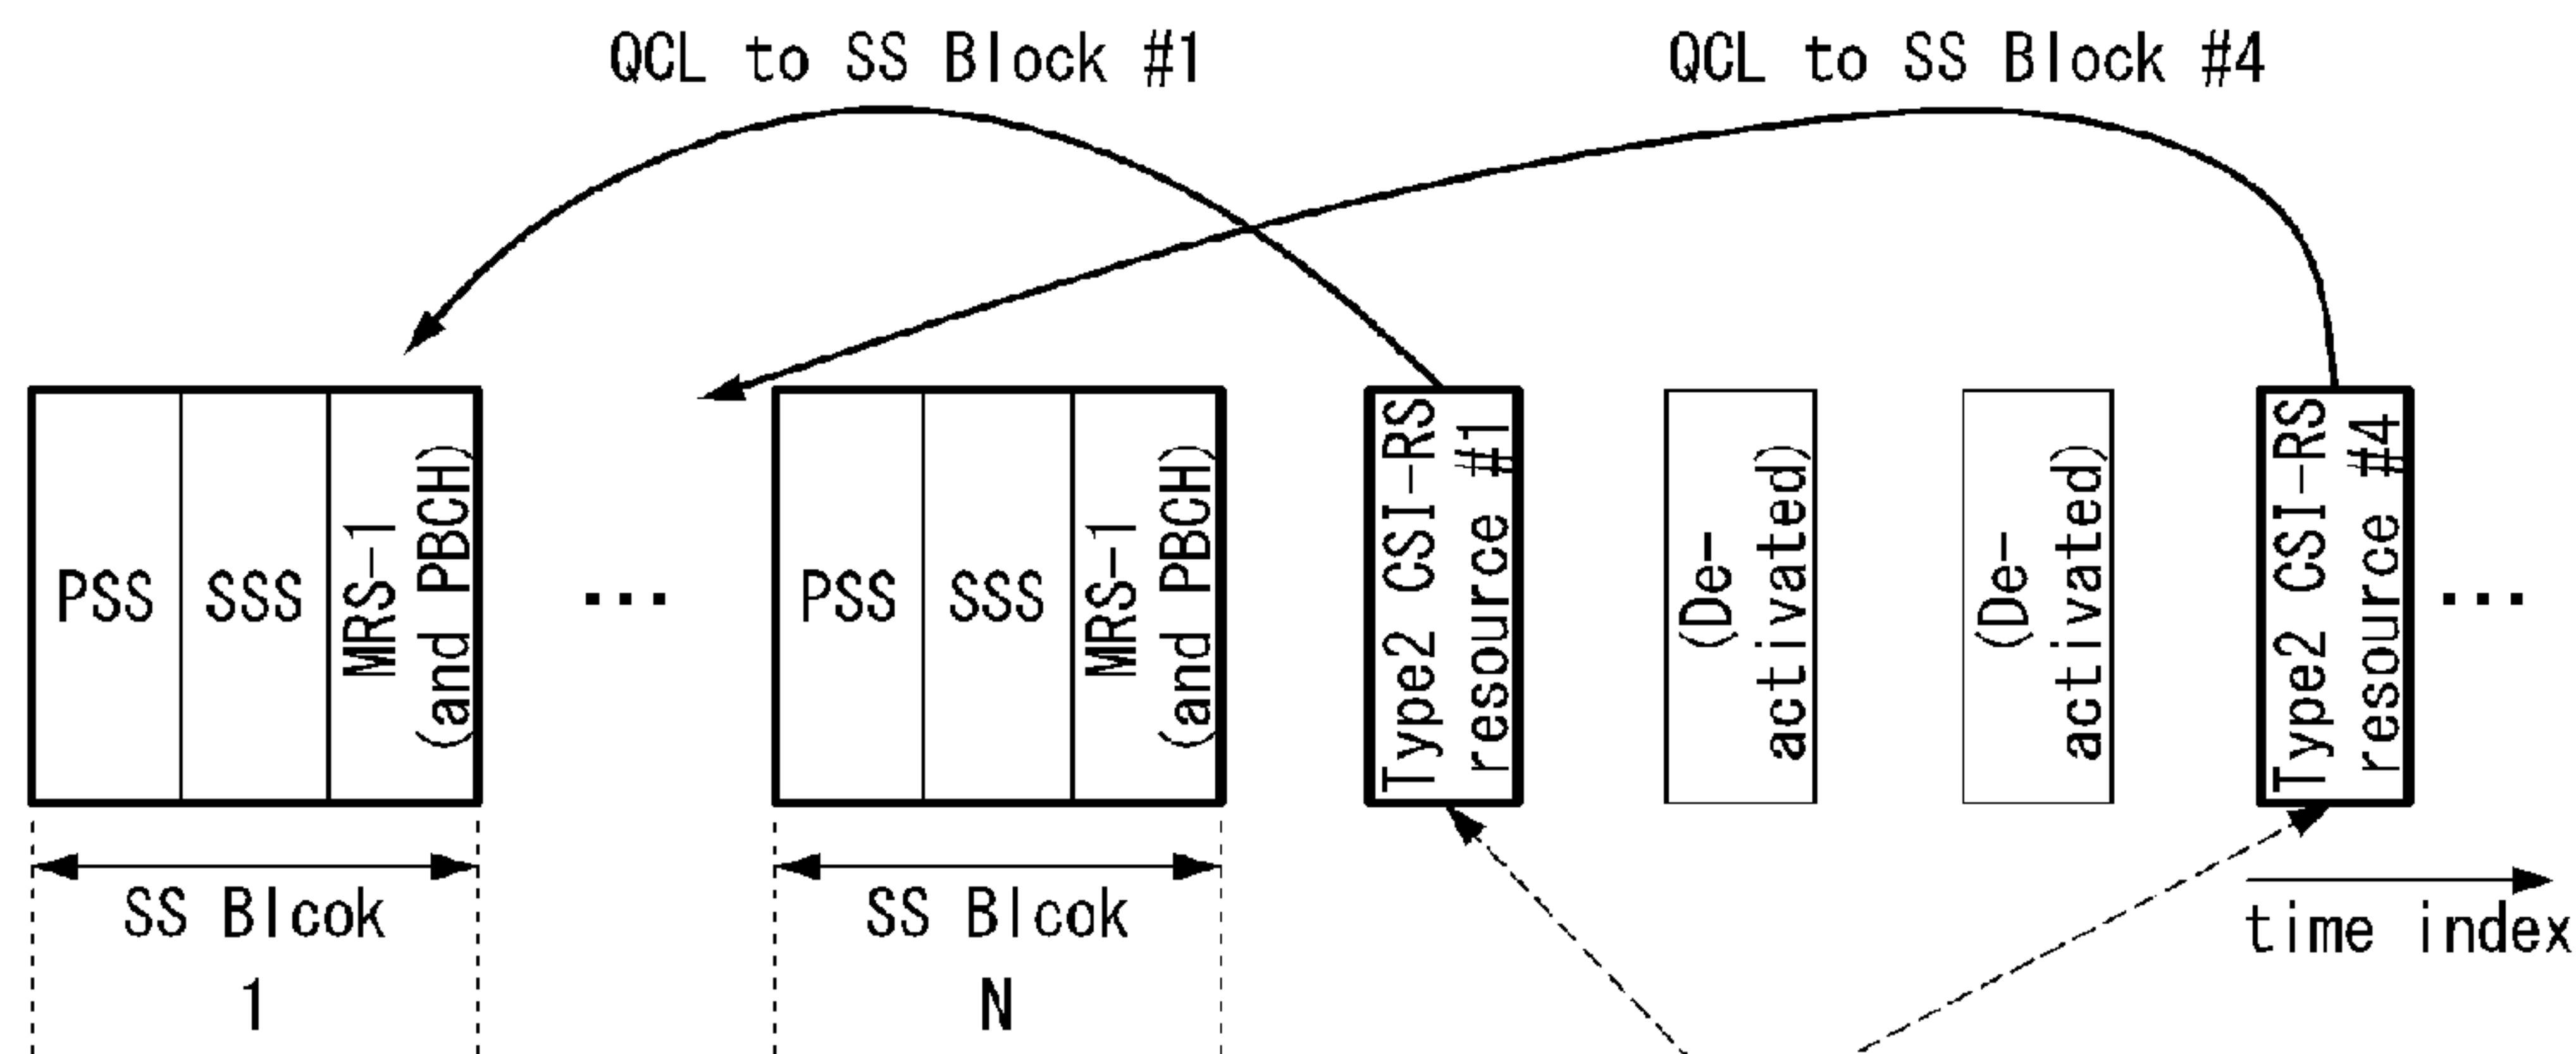 QCL to SS Block #1
QCL to SS Block #4
PSS
SSS
MRS-1
(and PBCH)
...
PSS
SSS
MRS-1
(and PBCH)
Type2 CSI-RS
resource #1
(De-
activated)
(De-
activated)
Type2 CSI-RS
resource #4
...
SS Blcok
1
SS Blcok
N
time index